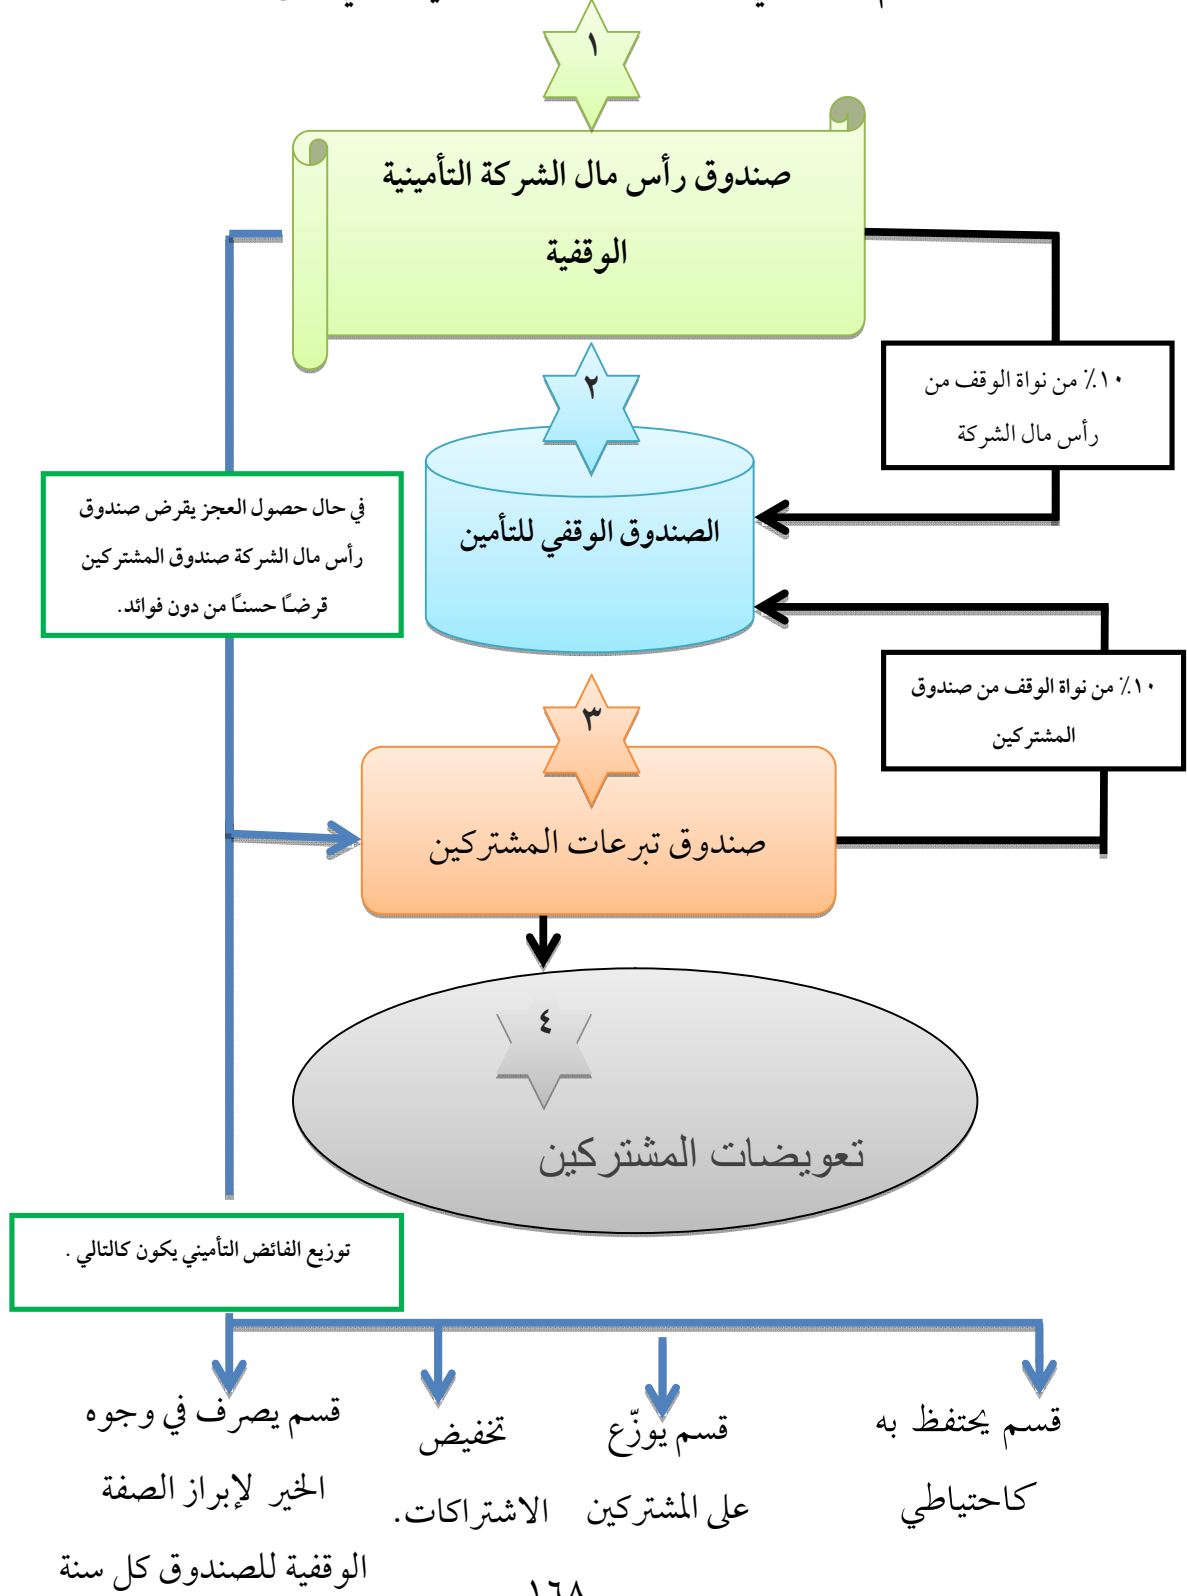 ١
صندوق رأس مال الشركة التأمينية
الوقفية
١٠٪ من نواة الوقف من
رأس مال الشركة
٢
الصندوق الوقفي للتأمين
في حال حصول العجز يقرض صندوق
رأس مال الشركة صندوق المشتركين
قرضًا حسنًا من دون فوائد.
١٠٪ من نواة الوقف من صندوق
المشتركين
٣
صندوق تبرعات المشتركين
٤
تعويضات المشتركين
توزيع الفائض التأميني يكون كالتالي .
قسم يحتفظ به
كاحتياطي
قسم يوزّع
على المشتركين
تخفيض
الاشتراكات.
قسم يصرف في وجوه
الخير لإبراز الصفة
الوقفية للصندوق كل سنة
١٦٨